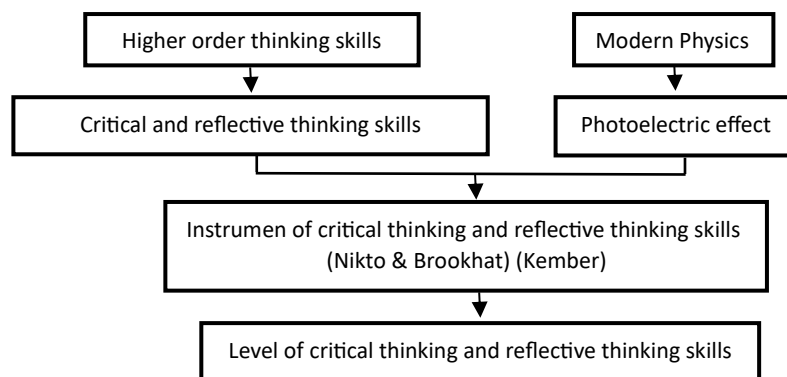 Higher order thinking skills
Modern Physics
Critical and reflective thinking skills
Photoelectric effect
Instrumen of critical thinking and reflective thinking skills
(Nikto & Brookhat) (Kember)
Level of critical thinking and reflective thinking skills